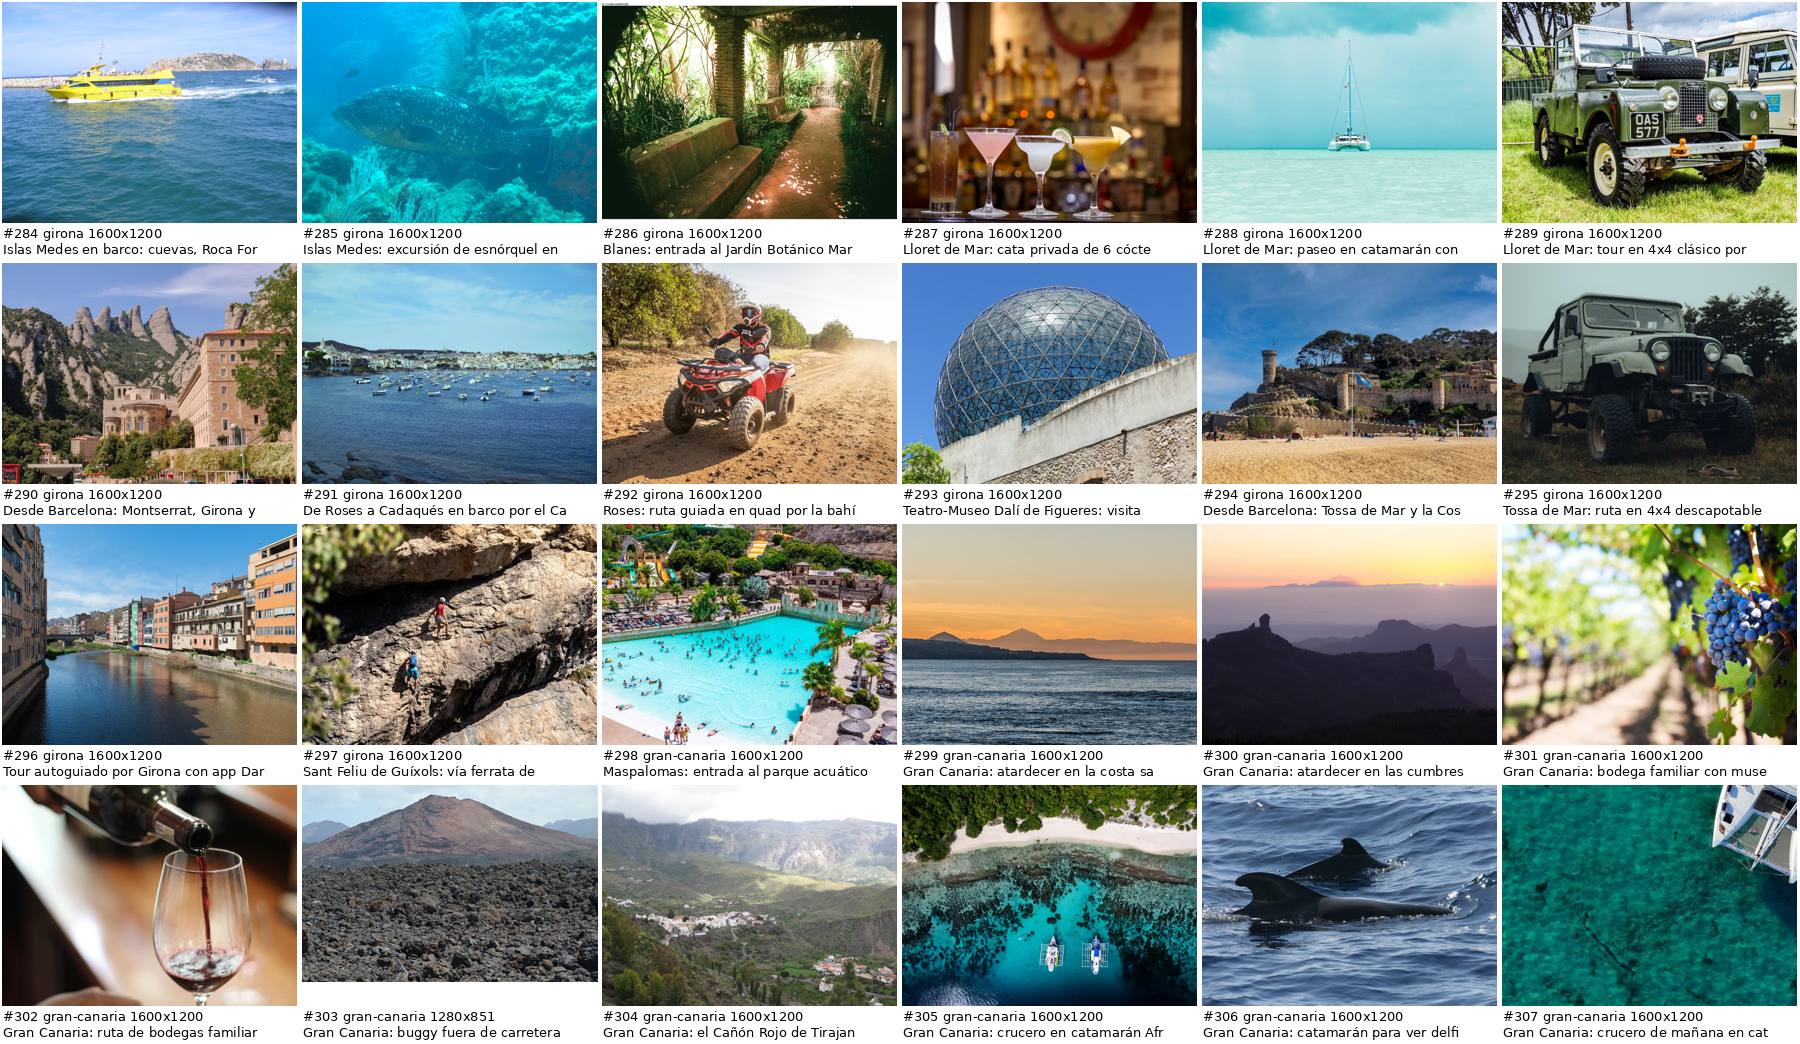 #284 girona 1600x1200
Islas Medes en barco: cuevas, Roca For
#285 girona 1600x1200
Islas Medes: excursión de esnórquel en
#286 girona 1600x1200
Blanes: entrada al Jardín Botánico Mar
#287 girona 1600x1200
Lloret de Mar: cata privada de 6 cócte
#288 girona 1600x1200
Lloret de Mar: paseo en catamarán con
OAS
577
#289 girona 1600x1200
Lloret de Mar: tour en 4x4 clásico por
#290 girona 1600x1200
Desde Barcelona: Montserrat, Girona y
#291 girona 1600x1200
De Roses a Cadaqués en barco por el Ca
#292 girona 1600x1200
Roses: ruta guiada en quad por la bahí
#293 girona 1600x1200
Teatro-Museo Dalí de Figueres: visita
#294 girona 1600x1200
Desde Barcelona: Tossa de Mar y la Cos
#295 girona 1600x1200
Tossa de Mar: ruta en 4x4 descapotable
#296 girona 1600x1200
Tour autoguiado por Girona con app Dar
#297 girona 1600x1200
Sant Feliu de Guíxols: vía ferrata de
#298 gran-canaria 1600x1200
Maspalomas: entrada al parque acuático
#299 gran-canaria 1600x1200
Gran Canaria: atardecer en la costa sa
#300 gran-canaria 1600x1200
Gran Canaria: atardecer en las cumbres
#301 gran-canaria 1600x1200
Gran Canaria: bodega familiar con muse
#302 gran-canaria 1600x1200
Gran Canaria: ruta de bodegas familiar
#303 gran-canaria 1280x851
Gran Canaria: buggy fuera de carretera
#304 gran-canaria 1600x1200
Gran Canaria: el Cañón Rojo de Tirajan
#305 gran-canaria 1600x1200
Gran Canaria: crucero en catamarán Afr
#306 gran-canaria 1600x1200
Gran Canaria: catamarán para ver delfi
#307 gran-canaria 1600x1200
Gran Canaria: crucero de mañana en cat